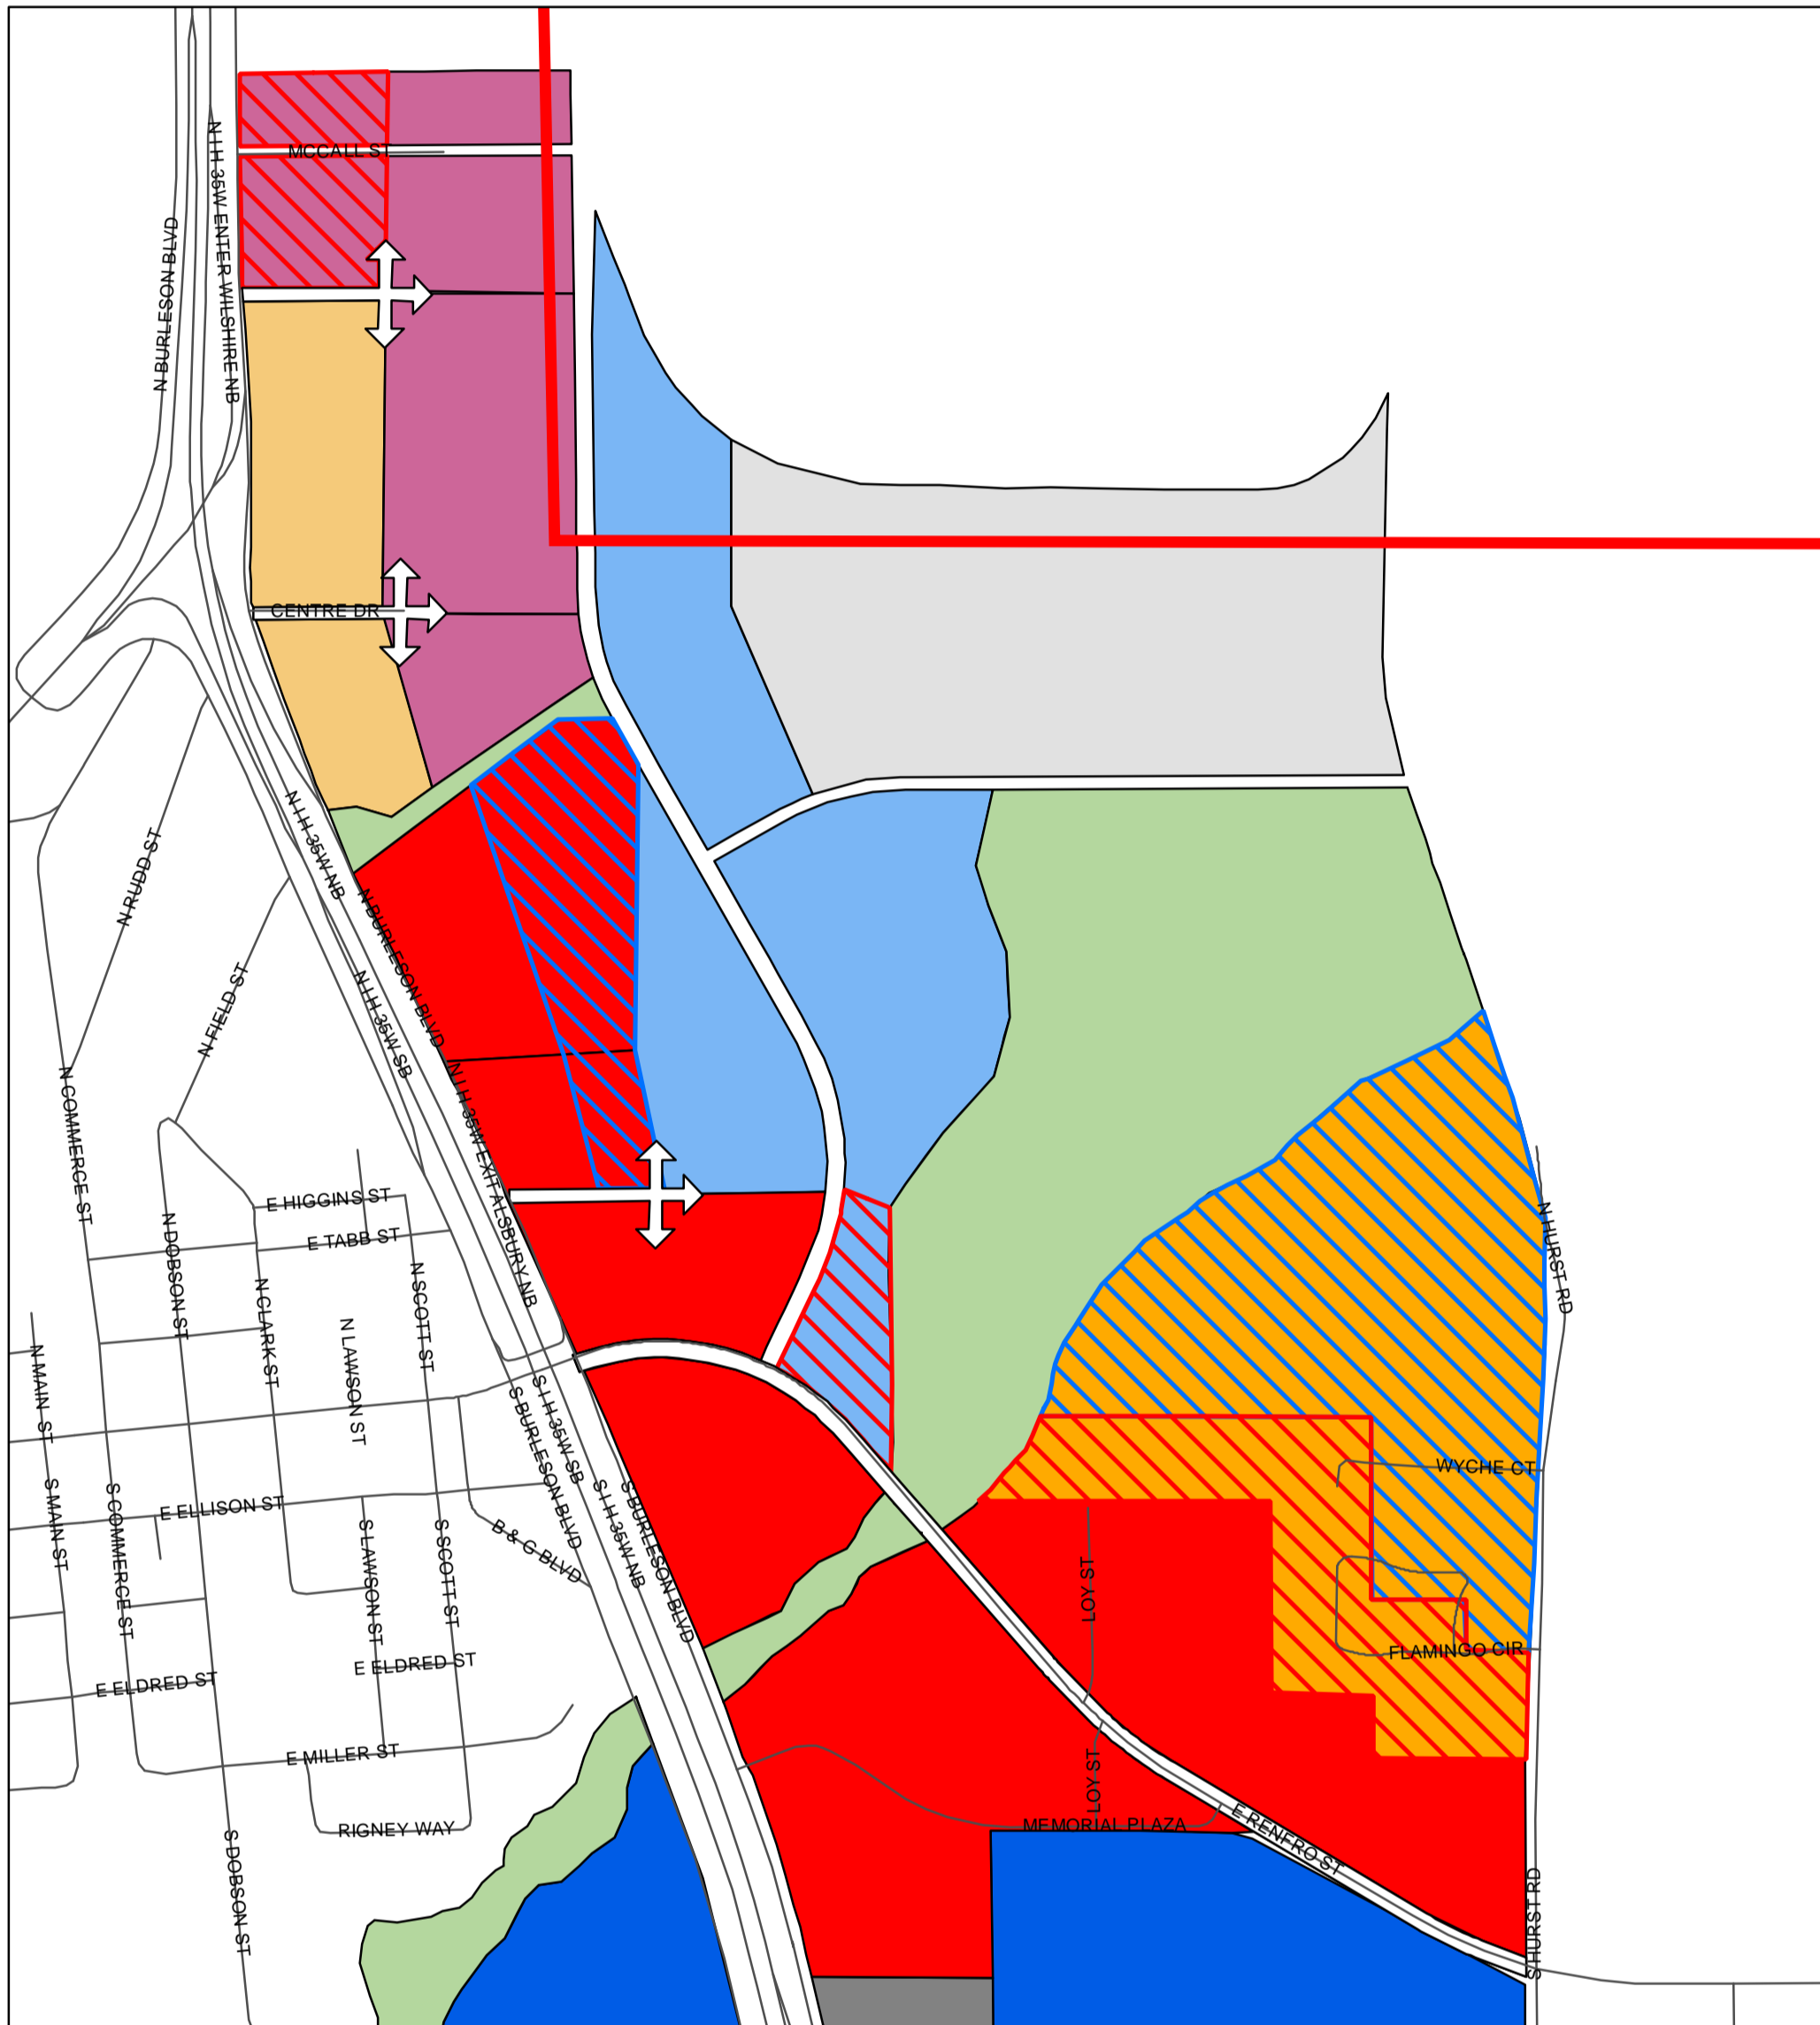 MCCALL ST
N I H 35W ENTER WILSHIRE NB
N BURLESON BLVD
CENTRE DR
N I H 35W NB
N RUDD ST
N BURLESON BLVD
N FIELD ST
N I H 35W SB
N COMMERCE ST
N I H 35W EXIT ALSBURY NB
E HIGGINS ST
N DOBSON ST
E TABB ST
N HURST RD
N CLARK ST
N SCOTT ST
N LAWSON ST
N MAIN ST
S I H 35W SB
S BURLESON BLVD
WYCHE CT
S MAIN ST
S COMMERCE ST
E ELLISON ST
S I H 35W NB
S BURLESON BLVD
B & G BLVD
S LAWSON ST
S SCOTT ST
LOY ST
FLAMINGO CIR
E ELDRED ST
E ELDRED ST
E MILLER ST
LOY ST
RIGNEY WAY
MEMORIAL PLAZA
E RENFRO ST
S DOBSON ST
S HURST RD